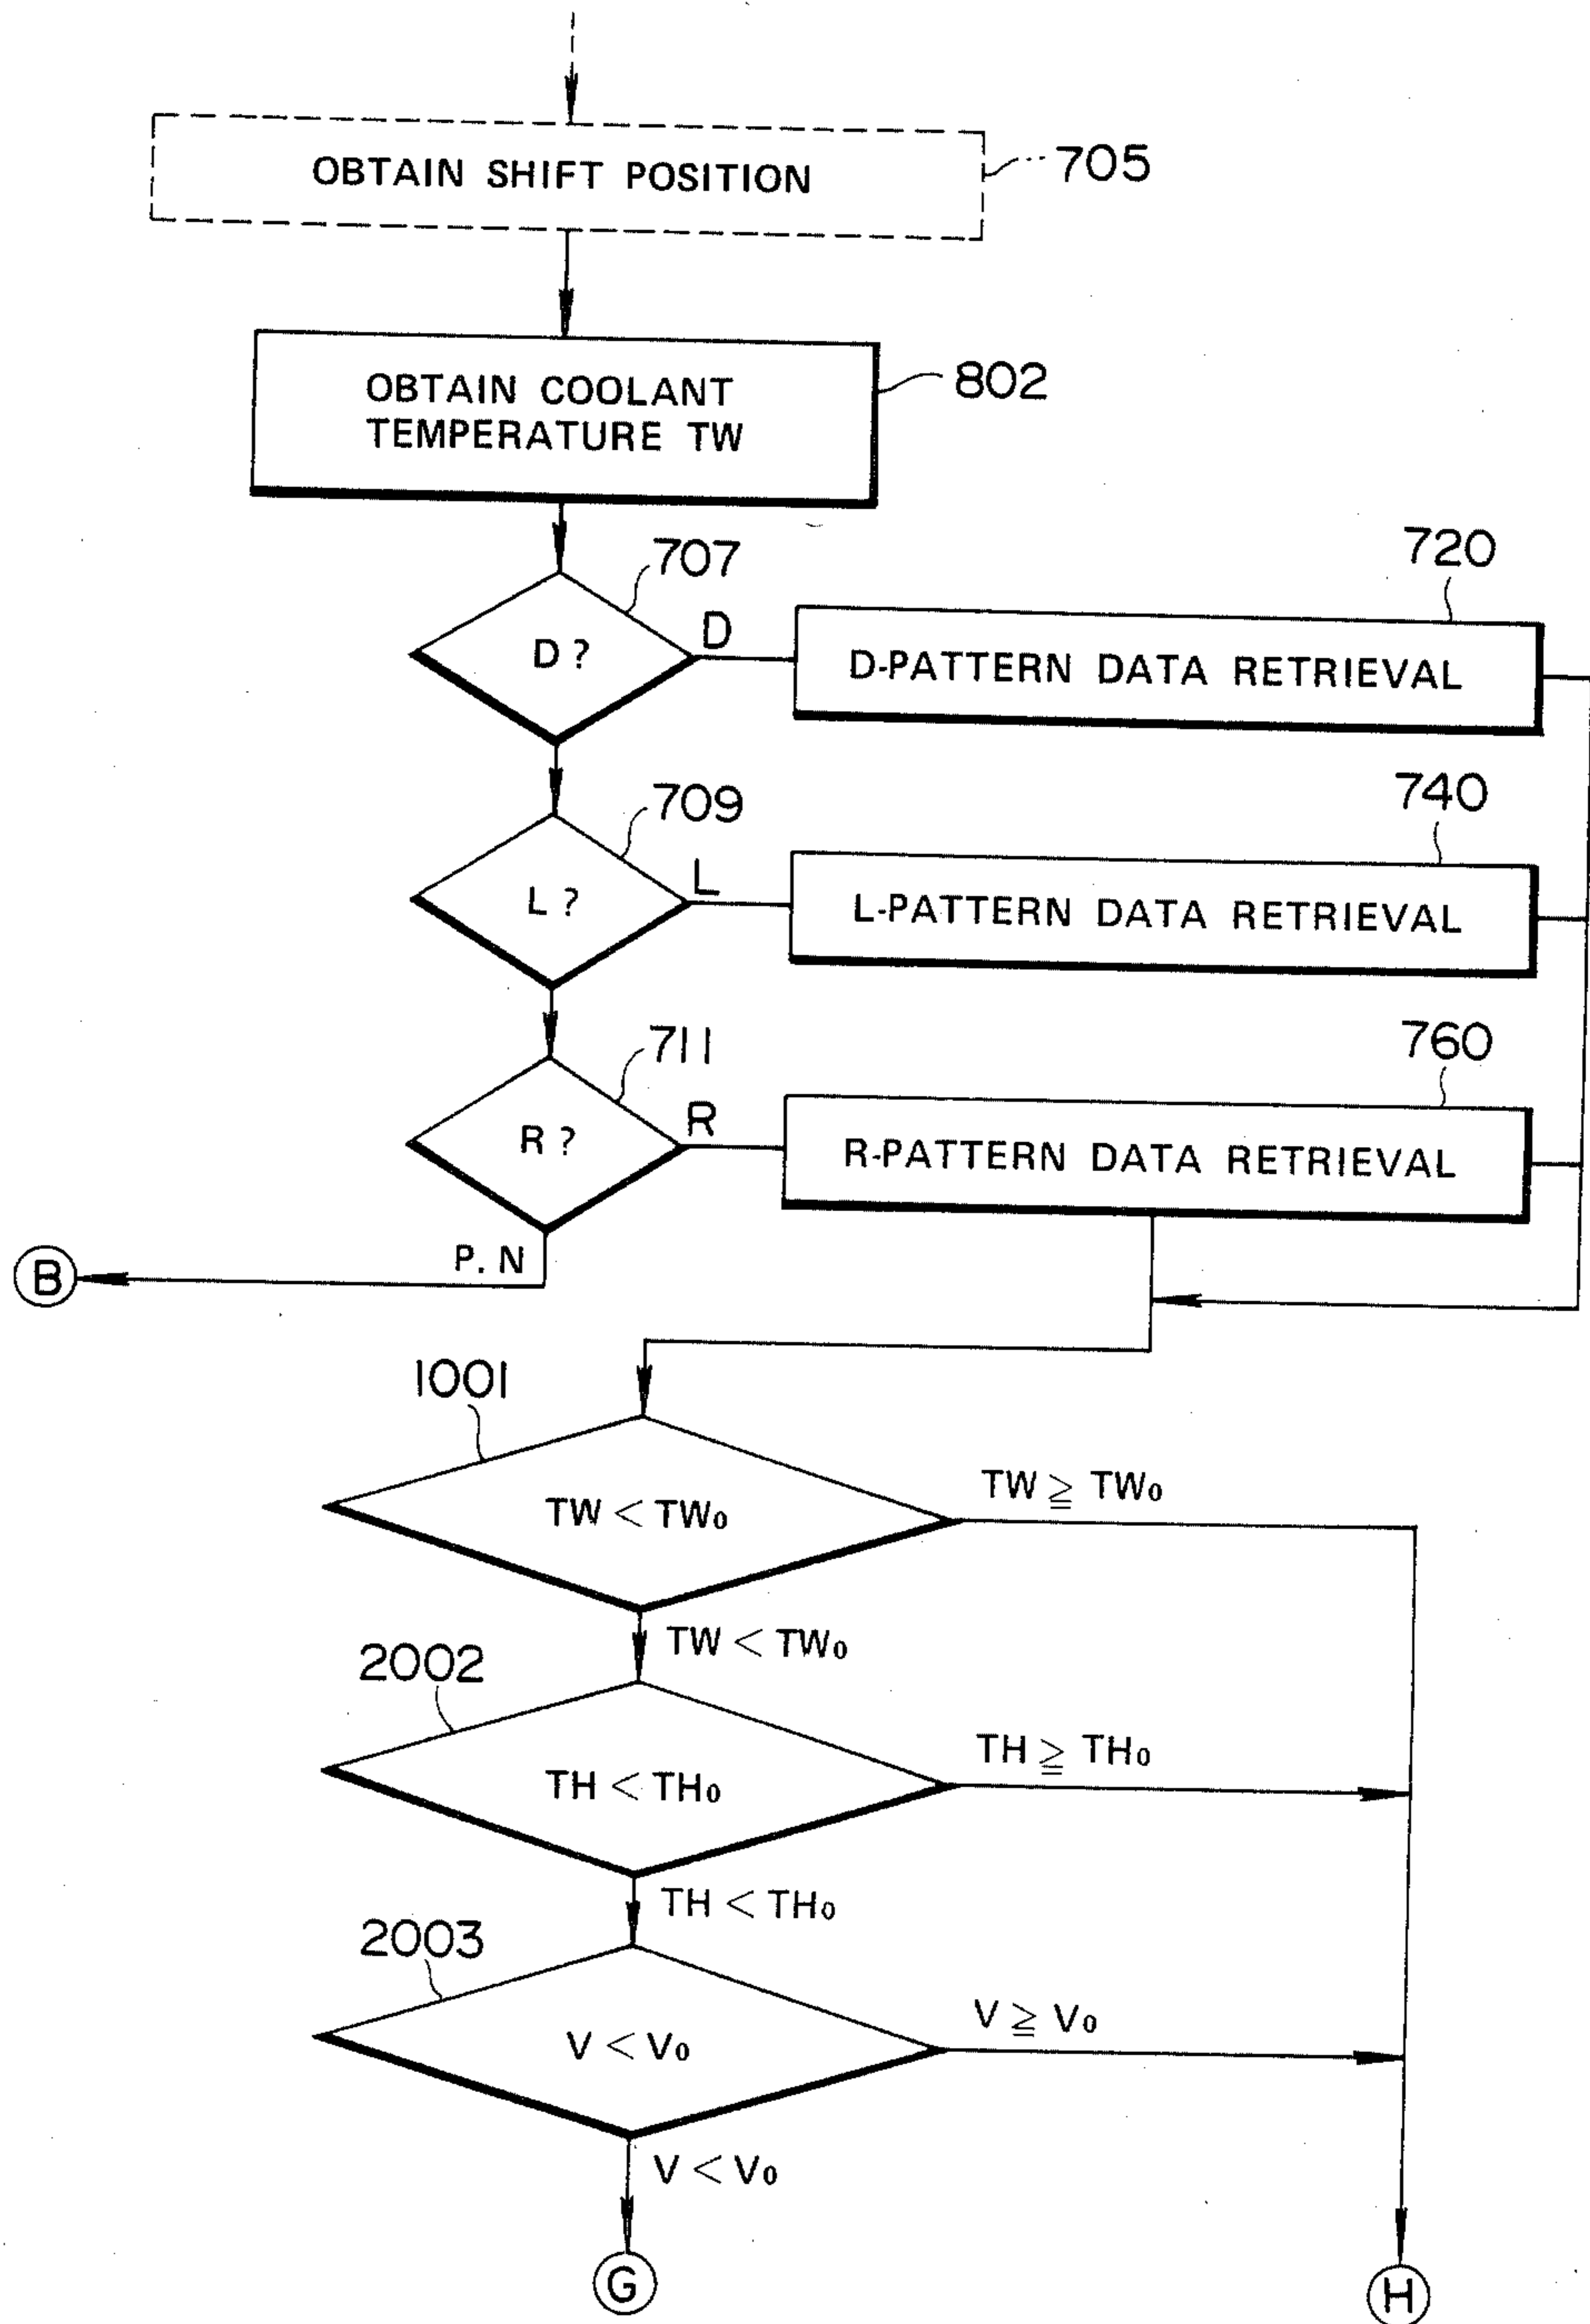 OBTAIN SHIFT POSITION
705
OBTAIN COOLANT
TEMPERATURE TW
802
707
D ?
D
720
D-PATTERN DATA RETRIEVAL
709
L ?
L
740
L-PATTERN DATA RETRIEVAL
711
R ?
R
760
R-PATTERN DATA RETRIEVAL
P. N
B
1001
TW < TW₀
TW ≧ TW₀
TW < TW₀
2002
TH < TH₀
TH ≧ TH₀
TH < TH₀
2003
V < V₀
V ≧ V₀
V < V₀
G
H